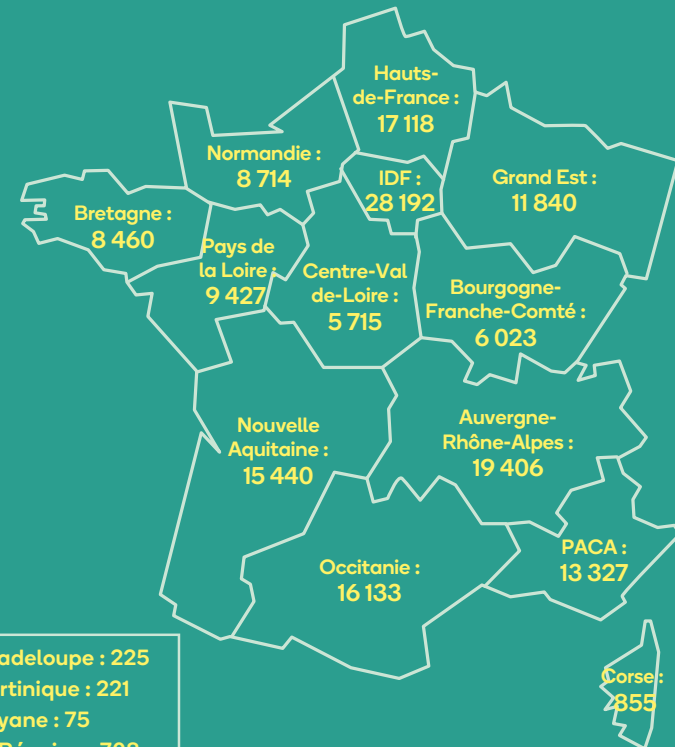 Hauts-
de-France :
17 118
Normandie :
8 714
IDF :
28 192
Grand Est :
11 840
Bretagne :
8 460
Pays de
la Loire :
9 427
Centre-Val
de-Loire :
5 715
Bourgogne-
Franche-Comté :
6 023
Nouvelle
Aquitaine :
15 440
Auvergne-
Rhône-Alpes :
19 406
Occitanie :
16 133
PACA :
13 327
Corse :
855
adeloupe : 225
rtinique : 221
yane : 75